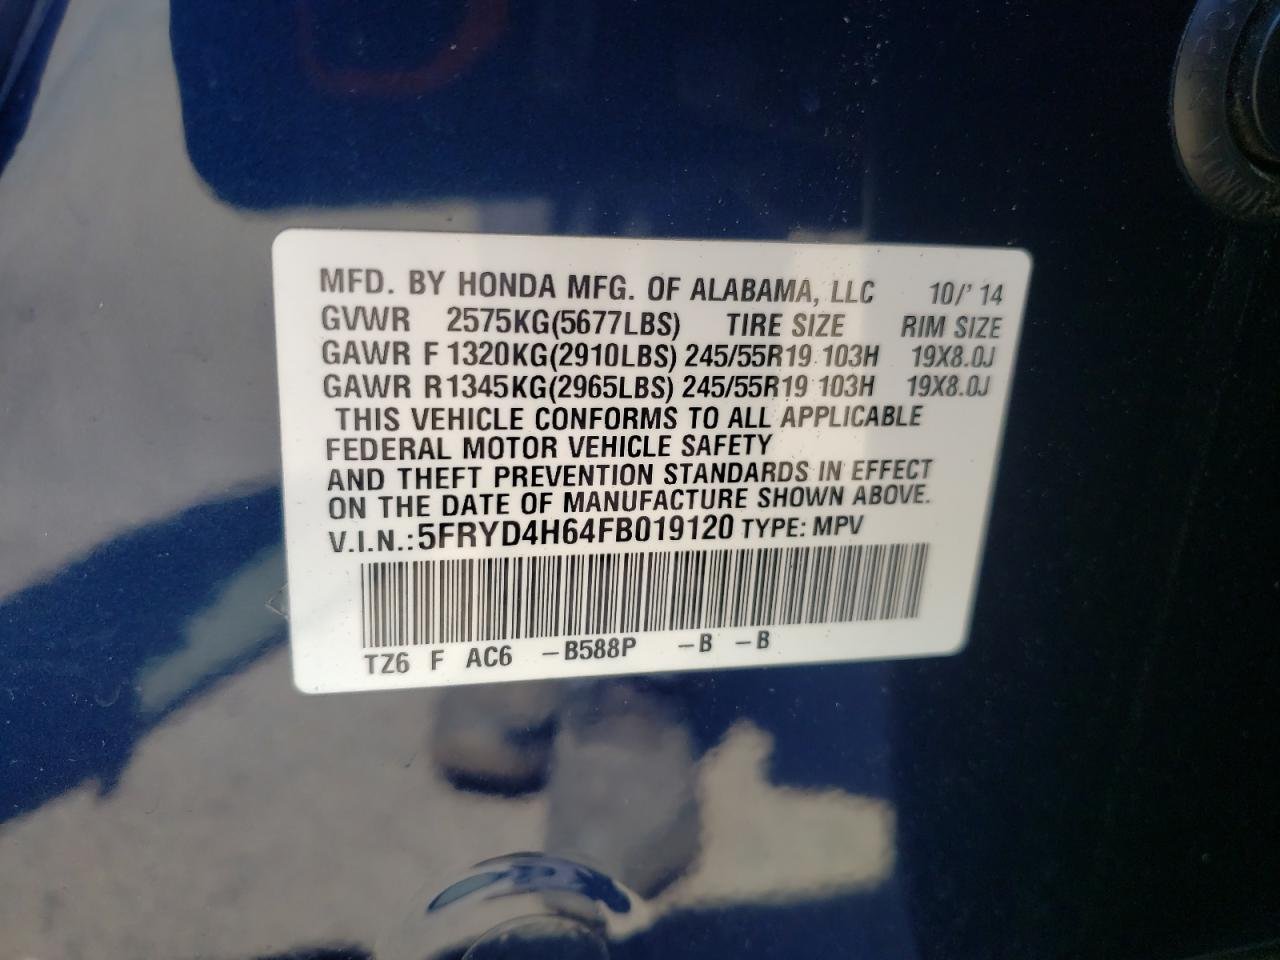 MFD. BY HONDA MFG. OF ALABAMA, LLC 10/' 14
GVWR 2575KG(5677LBS) TIRE SIZE RIM SIZE
GAWR F 1320KG(2910LBS) 245/55R19 103H 19X8.0J
GAWR R1345KG(2965LBS) 245/55R19 103H 19X8.0J
THIS VEHICLE CONFORMS TO ALL APPLICABLE
FEDERAL MOTOR VEHICLE SAFETY
AND THEFT PREVENTION STANDARDS IN EFFECT
ON THE DATE OF MANUFACTURE SHOWN ABOVE.
V.I.N.: 5FRYD4H64FB019120 TYPE: MPV
TZ6 F AC6 -B588P -B -B